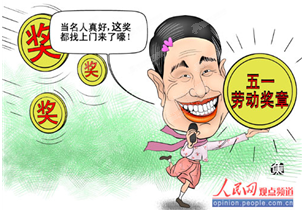 当名人真好，这奖
都找上门来了嚎！
奖
奖
奖
五一
劳动奖章
人民网 观点频道
opinion.people.com.cn